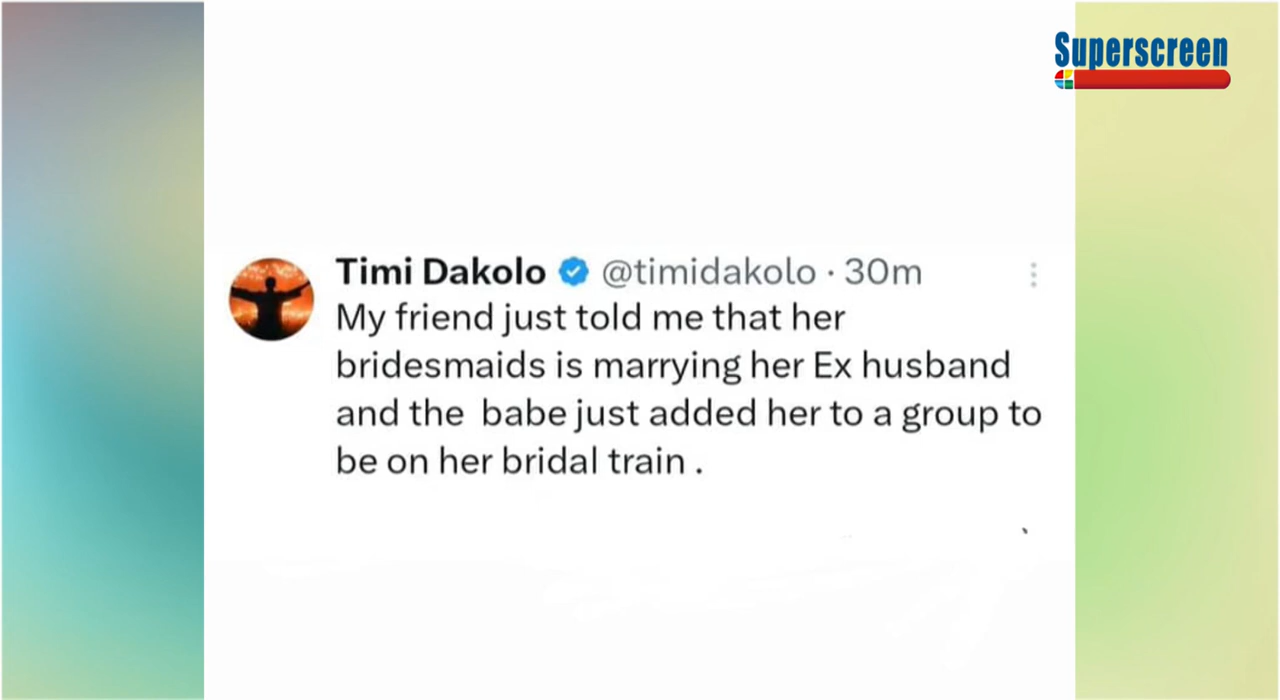 Superscreen
Timi Dakolo @timidakolo · 30m
My friend just told me that her
bridesmaids is marrying her Ex husband
and the  babe just added her to a group to
be on her bridal train .